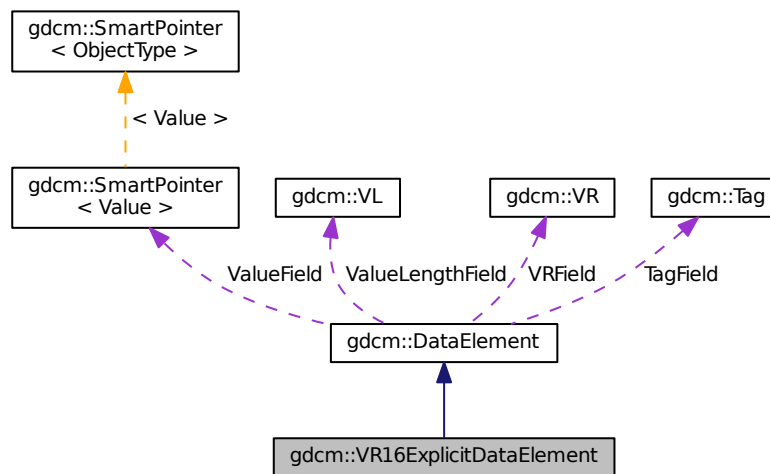 gdcm::SmartPointer
< ObjectType >
< Value >
gdcm::SmartPointer
< Value >
gdcm::VL
gdcm::VR
gdcm::Tag
ValueField
ValueLengthField
VRField
TagField
gdcm::DataElement
gdcm::VR16ExplicitDataElement